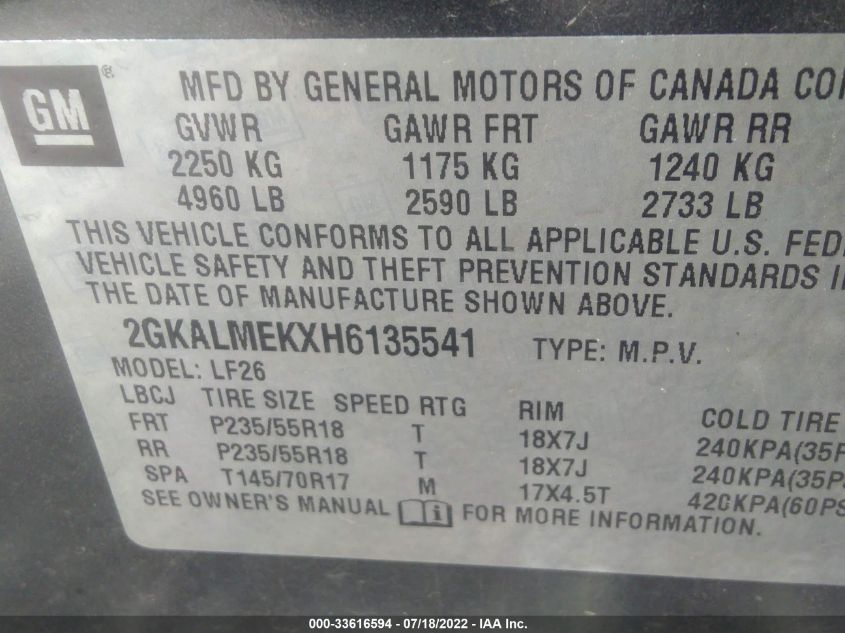 GM ®
MFD BY GENERAL MOTORS OF CANADA
GVWR GAWR FRT GAWR RR
2250 KG 1175 KG 1240 KG
4960 LB 2590 LB 2733 LB
THIS VEHICLE CONFORMS TO ALL APPLICABLE U.S.
VEHICLE SAFETY AND THEFT PREVENTION STANDARDS
THE DATE OF MANUFACTURE SHOWN ABOVE.
2GKALMEKXH6135541 TYPE: M.P.V.
MODEL: LF26
LBCJ TIRE SIZE SPEED RTG RIM COLD TIRE
FRT P235/55R18 T 18X7J 240KPA(35P
RR P235/55R18 T 18X7J 240KPA(35P
SPA T145/70R17 M 17X4.5T 420KPA(60PS
SEE OWNER'S MANUAL i FOR MORE INFORMATION.
000-33616594 - 07/18/2022 - IAA Inc.